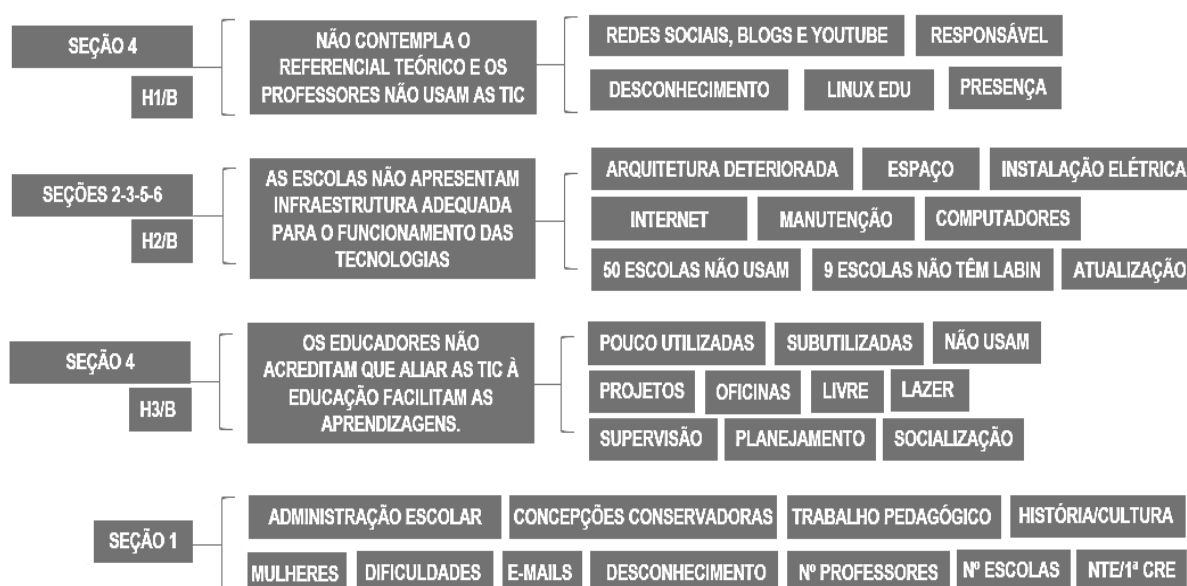 SEÇÃO 4
H1/B
NÃO CONTEMPLA O
REFERENCIAL TEÓRICO E OS
PROFESSORES NÃO USAM AS TIC
REDES SOCIAIS, BLOGS E YOUTUBE
RESPONSÁVEL
DESCONHECIMENTO
LINUX EDU
PRESENÇA
SEÇÕES 2-3-5-6
H2/B
AS ESCOLAS NÃO APRESENTAM
INFRAESTRUTURA ADEQUADA
PARA O FUNCIONAMENTO DAS
TECNOLOGIAS
ARQUITETURA DETERIORADA
ESPAÇO
INSTALAÇÃO ELÉTRICA
INTERNET
MANUTENÇÃO
COMPUTADORES
50 ESCOLAS NÃO USAM
9 ESCOLAS NÃO TÊM LABIN
ATUALIZAÇÃO
SEÇÃO 4
H3/B
OS EDUCADORES NÃO
ACREDITAM QUE ALIAR AS TIC À
EDUCAÇÃO FACILITAM AS
APRENDIZAGENS.
POUCO UTILIZADAS
SUBUTILIZADAS
NÃO USAM
PROJETOS
OFICINAS
LIVRE
LAZER
SUPERVISÃO
PLANEJAMENTO
SOCIALIZAÇÃO
SEÇÃO 1
ADMINISTRAÇÃO ESCOLAR
CONCEPÇÕES CONSERVADORAS
TRABALHO PEDAGÓGICO
HISTÓRIA/CULTURA
MULHERES
DIFICULDADES
E-MAILS
DESCONHECIMENTO
Nº PROFESSORES
Nº ESCOLAS
NTE/1ª CRE